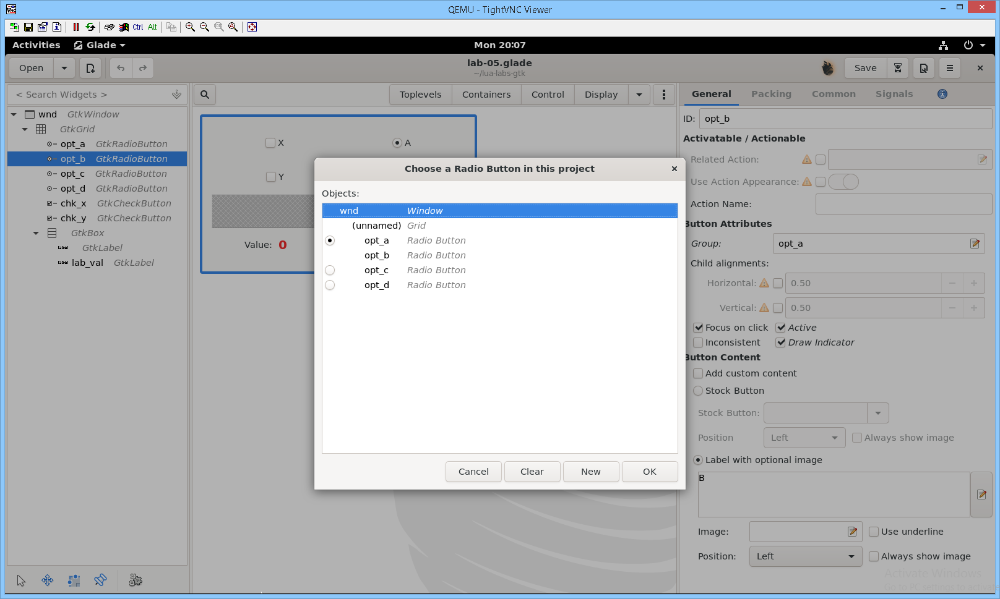 QEMU - TightVNC Viewer
Ctrl Alt
Activities Glade Mon 20:07
Open lab-05.glade Save
~/lua-labs-gtk
< Search Widgets > Toplevels Containers Control Display General Packing Common Signals
wnd GtkWindow
GtkGrid
opt_a GtkRadioButton
opt_b GtkRadioButton
opt_c GtkRadioButton
opt_d GtkRadioButton
chk_x GtkCheckButton
chk_y GtkCheckButton
GtkBox
label GtkLabel
label lab_val GtkLabel
X A
Y
Value: 0
Choose a Radio Button in this project
Objects:
wnd Window
(unnamed) Grid
opt_a Radio Button
opt_b Radio Button
opt_c Radio Button
opt_d Radio Button
Cancel Clear New OK
ID: opt_b
Activatable / Actionable
Related Action:
Use Action Appearance:
Action Name:
Button Attributes
Group: opt_a
Child alignments:
Horizontal: 0.50
Vertical: 0.50
Focus on click Active
Inconsistent Draw Indicator
Button Content
Add custom content
Stock Button
Stock Button:
Position Left Always show image
Label with optional image
B
Image: Use underline
Position: Left Always show image
Activate Windows
Go to PC settings to activate